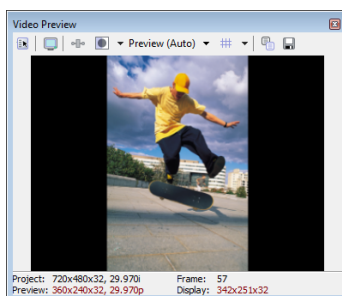 Video Preview
Preview (Auto)
Project: 720x480x32, 29.970i Frame: 57
Preview: 360x240x32, 29.970p Display: 342x251x32